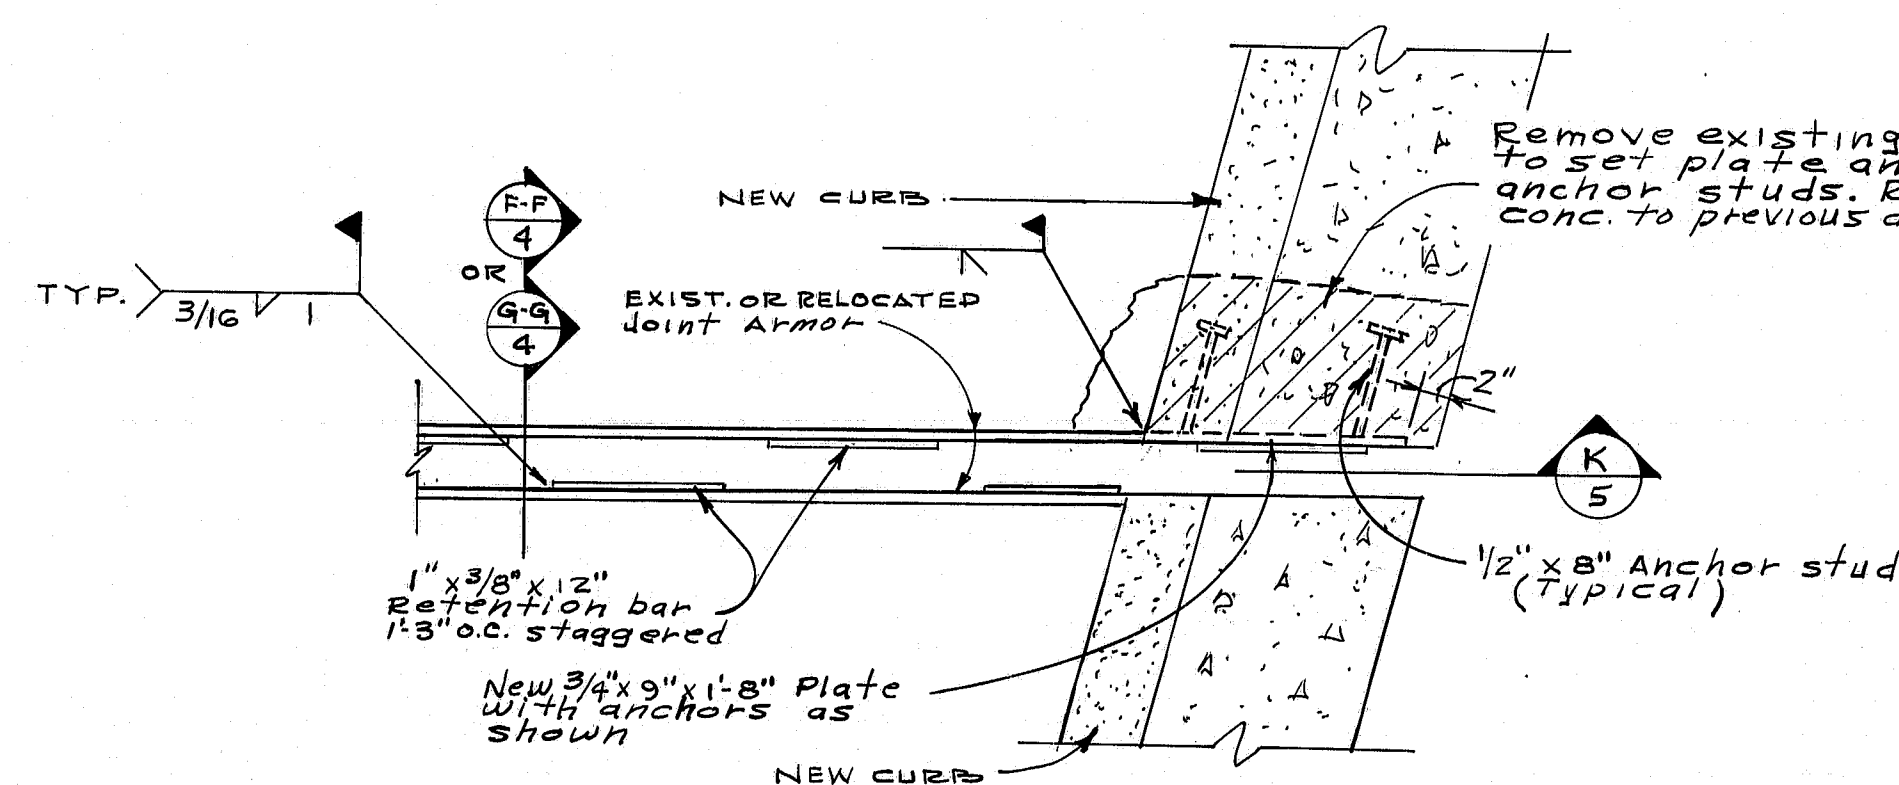 Remove existing
to set plate an
anchor studs. R
conc. to previous
NEW CURB
F-F
4
OR
G-G
4
TYP.
3/16 1
EXIST. OR RELOCATED
Joint Armor
2"
K
5
1/2" x 8" Anchor stud
(Typical)
1" x 3/8" x 12"
Retention bar
1'-3" o.c. staggered
New 3/4" x 9" x 1'-8" Plate
with anchors as
shown
NEW CURB